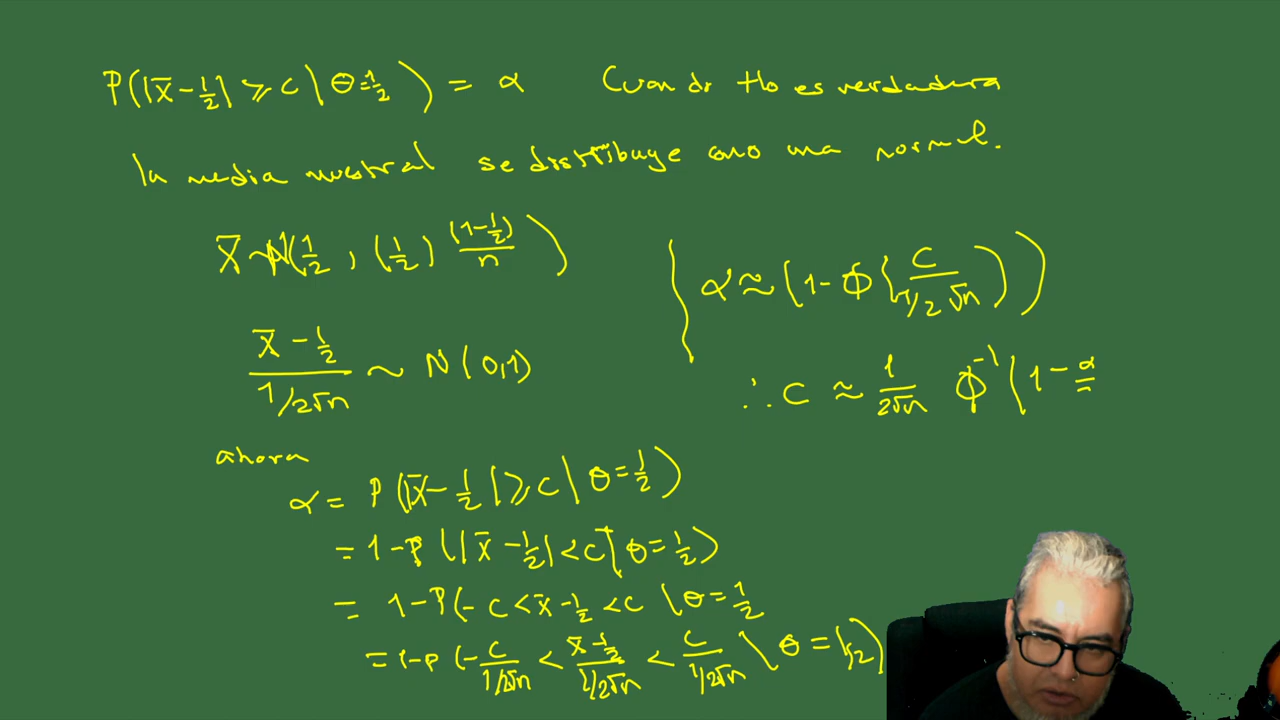 P(|x̄ - 1/2| ≥ c | θ = 1/2) = α Cuando Ho es verdadera
la media muestral se distribuye como una normal.
X̄ ~ N(1/2, (1/2) (1 - 1/2)/n)
(x̄ - 1/2)/(1/2√n) ~ N(0,1)
α ≈ (1 - Φ(c/(1/2√n)))
∴ c ≈ 1/(2√n) Φ⁻¹(1 - α
ahora
α = P(|x̄ - 1/2| ≥ c | θ = 1/2)
= 1 - P(|x̄ - 1/2| < c | θ = 1/2)
= 1 - P(-c < x̄ - 1/2 < c | θ = 1/2
= 1 - P(-c/(1/2√n) < (x̄ - 1/2)/(1/2√n) < c/(1/2√n) | θ = 1/2)